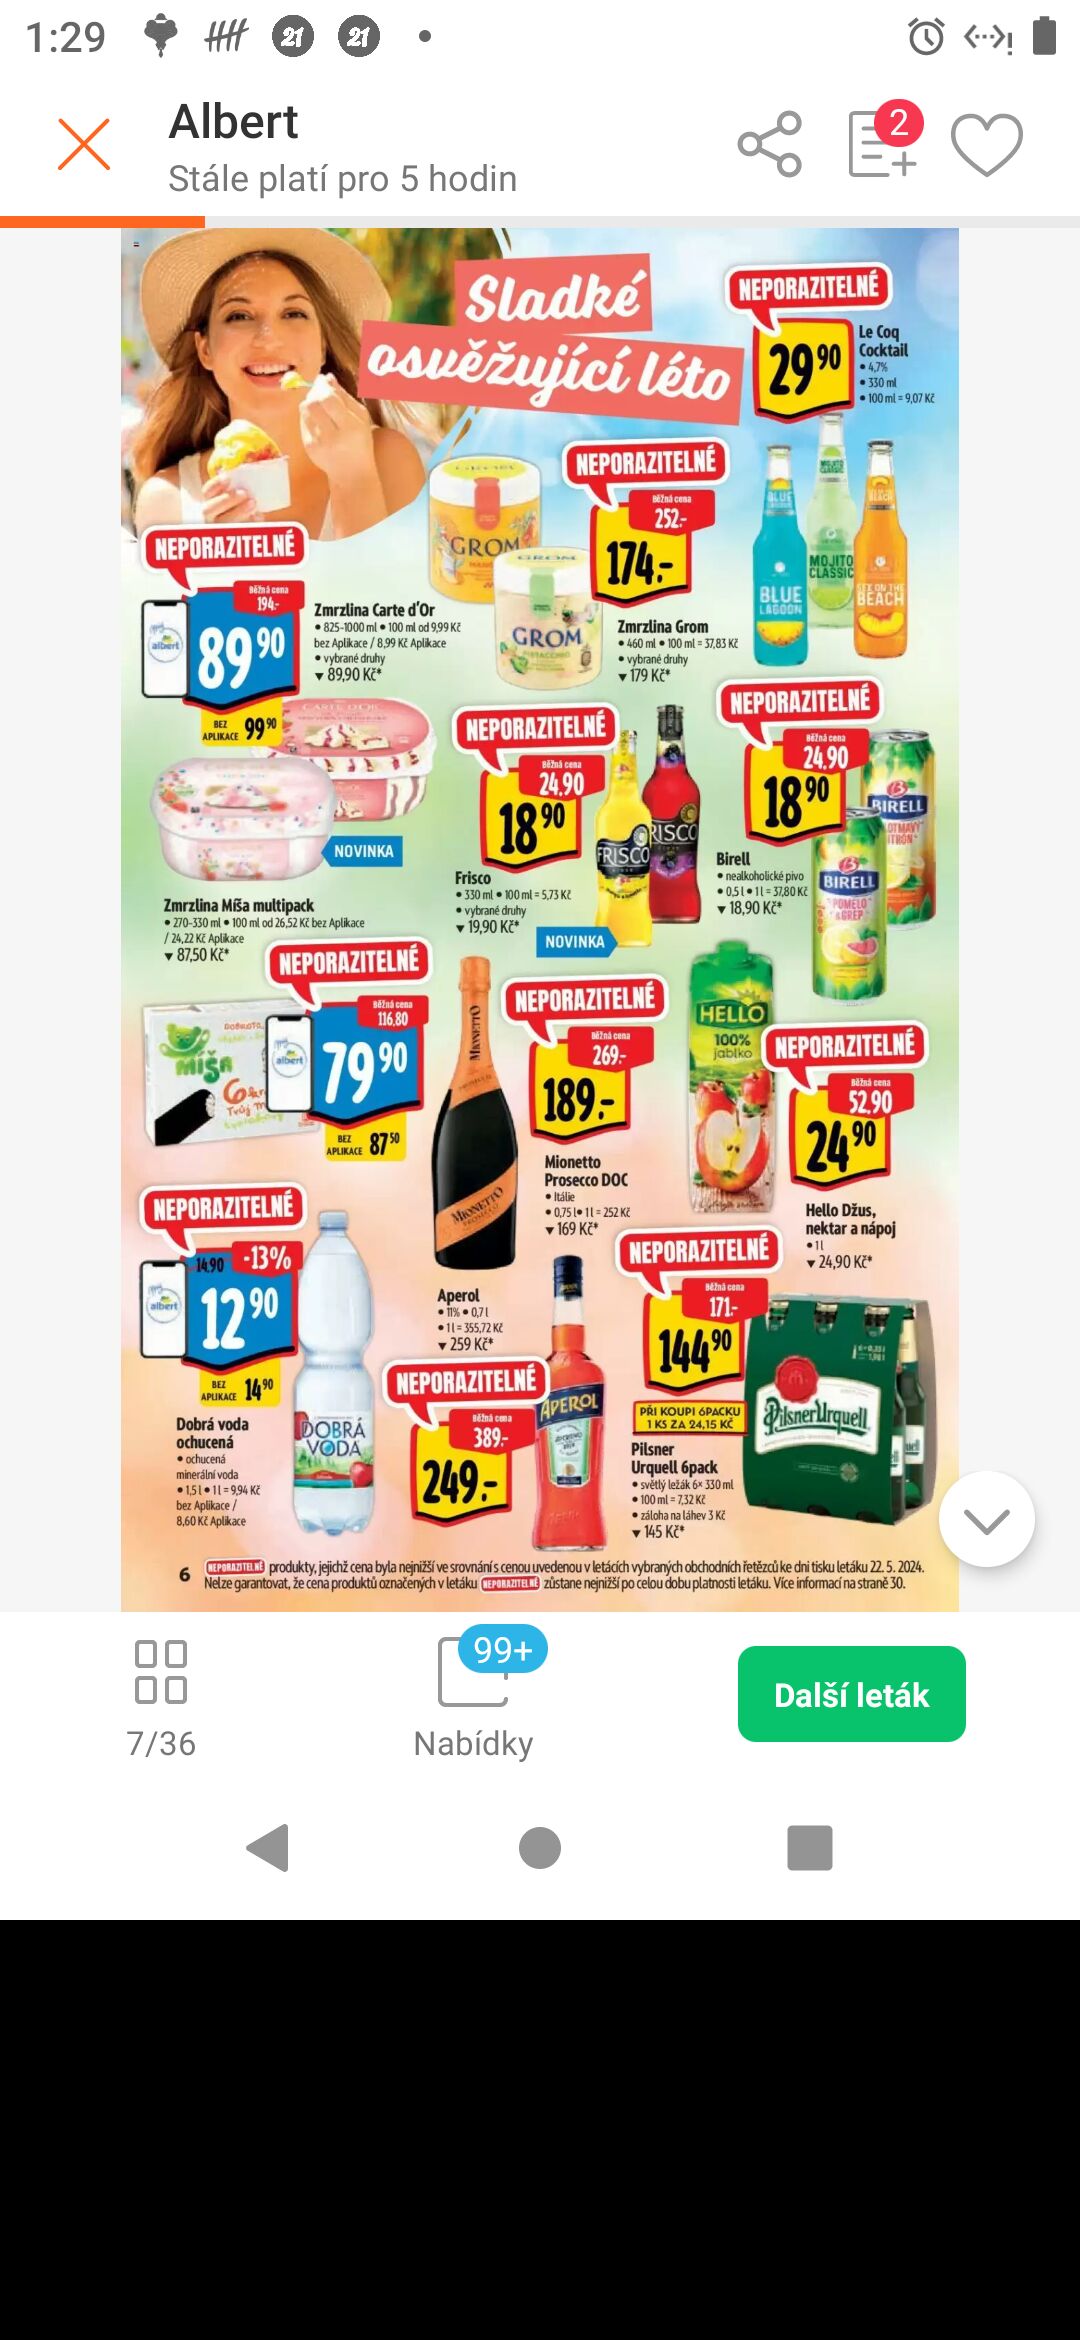 1:29
21
21
Albert
Stále platí pro 5 hodin
2
Sladké
osvěžující léto
NEPORAZITELNÉ
29 90
Le Coq
Cocktail
• 4,7%
• 330 ml
• 100 ml = 9,07 Kč
BLUE
LAGOON
MOJITO
CLASSIC
SEX ON THE
BEACH
NEPORAZITELNÉ
Běžná cena
252.-
174.-
GROM
GROM
Zmrzlina Grom
• 460 ml • 100 ml = 37,83 Kč
• vybrané druhy
▼ 179 Kč*
NEPORAZITELNÉ
Běžná cena
194.-
albert
89 90
BEZ
APLIKACE 99 90
Zmrzlina Carte d'Or
• 825-1000 ml • 100 ml od 9,99 Kč
bez Aplikace / 8,99 Kč Aplikace
• vybrané druhy
▼ 89,90 Kč*
CARTE D'OR
NOVINKA
NEPORAZITELNÉ
Běžná cena
24,90
18 90
FRISCO
FRISCO
Frisco
• 330 ml • 100 ml = 5,73 Kč
• vybrané druhy
▼ 19,90 Kč*
NOVINKA
NEPORAZITELNÉ
Běžná cena
24,90
18 90
BIRELL
BIRELL
POMELO
& GREP
Birell
• nealkoholické pivo
• 0,5 l • 1 l = 37,80 Kč
▼ 18,90 Kč*
Zmrzlina Míša multipack
• 270-330 ml • 100 ml od 26,52 Kč bez Aplikace
/ 24,22 Kč Aplikace
▼ 87,50 Kč*
NEPORAZITELNÉ
Běžná cena
116,80
albert
79 90
BEZ
APLIKACE 87 50
MÍŠA
MIONETTO
MIONETTO
PROSECCO
NEPORAZITELNÉ
Běžná cena
269.-
189.-
Mionetto
Prosecco DOC
• Itálie
• 0,75 l • 1 l = 252 Kč
▼ 169 Kč*
HELLO
100%
jablko
NEPORAZITELNÉ
Běžná cena
52,90
24 90
Hello Džus,
nektar a nápoj
• 1 l
▼ 24,90 Kč*
NEPORAZITELNÉ
14,90 -13%
albert
12 90
BEZ
APLIKACE 14 90
Dobrá voda
ochucená
• ochucená
minerální voda
• 1,5 l • 1 l = 9,94 Kč
bez Aplikace /
8,60 Kč Aplikace
DOBRÁ
VODA
Aperol
• 11% • 0,7 l
• 1 l = 355,72 Kč
▼ 259 Kč*
NEPORAZITELNÉ
Běžná cena
389.-
249.-
APEROL
NEPORAZITELNÉ
Běžná cena
171.-
144 90
PŘI KOUPI 6PACKU
1 KS ZA 24,15 KČ
Pilsner
Urquell 6pack
• světlý ležák 6× 330 ml
• 100 ml = 7,32 Kč
• záloha na láhev 3 Kč
▼ 145 Kč*
Pilsner Urquell
6 NEPORAZITELNÉ produkty, jejichž cena byla nejnižší ve srovnání s cenou uvedenou v letácích vybraných obchodních řetězců ke dni tisku letáku 22. 5. 2024.
Nelze garantovat, že cena produktů označených v letáku NEPORAZITELNÉ zůstane nejnižší po celou dobu platnosti letáku. Více informací na straně 30.
7/36
99+
Nabídky
Další leták